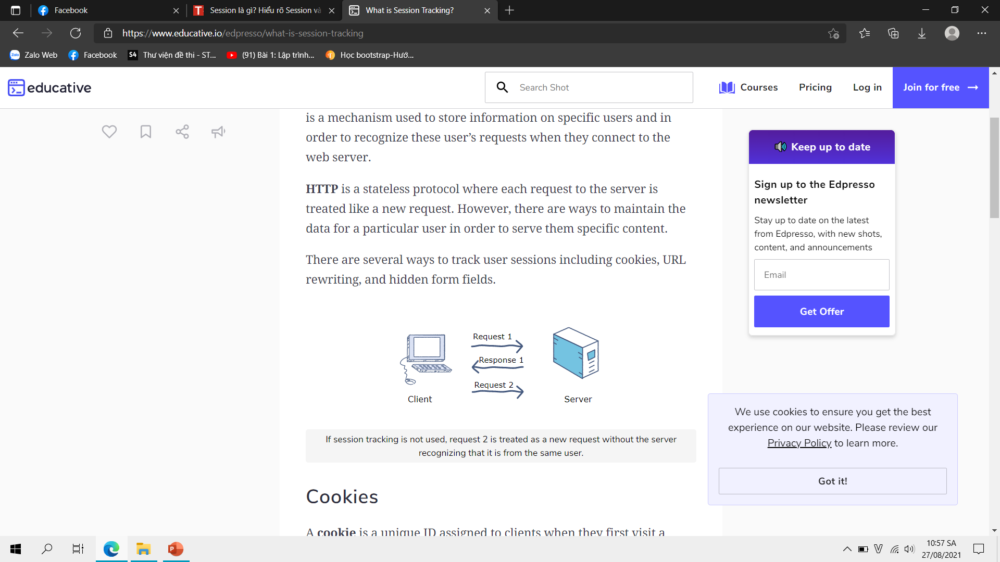 Facebook
Session là gì? Hiểu rõ Session và
What is Session Tracking?
https://www.educative.io/edpresso/what-is-session-tracking
Zalo Web
Facebook
Thư viện đề thi - ST...
(91) Bài 1: Lập trình...
Học bootstrap-Hướ...
educative
Search Shot
Courses
Pricing
Log in
Join for free
is a mechanism used to store information on specific users and in
order to recognize these user’s requests when they connect to the
web server.
HTTP is a stateless protocol where each request to the server is
treated like a new request. However, there are ways to maintain the
data for a particular user in order to serve them specific content.
There are several ways to track user sessions including cookies, URL
rewriting, and hidden form fields.
Request 1
Response 1
Request 2
Client
Server
If session tracking is not used, request 2 is treated as a new request without the server
recognizing that it is from the same user.
Cookies
A cookie is a unique ID assigned to clients when they first visit a
Keep up to date
Sign up to the Edpresso
newsletter
Stay up to date on the latest
from Edpresso, with new shots,
content, and announcements
Email
Get Offer
We use cookies to ensure you get the best
experience on our website. Please review our
Privacy Policy to learn more.
Got it!
10:57 SA
27/08/2021